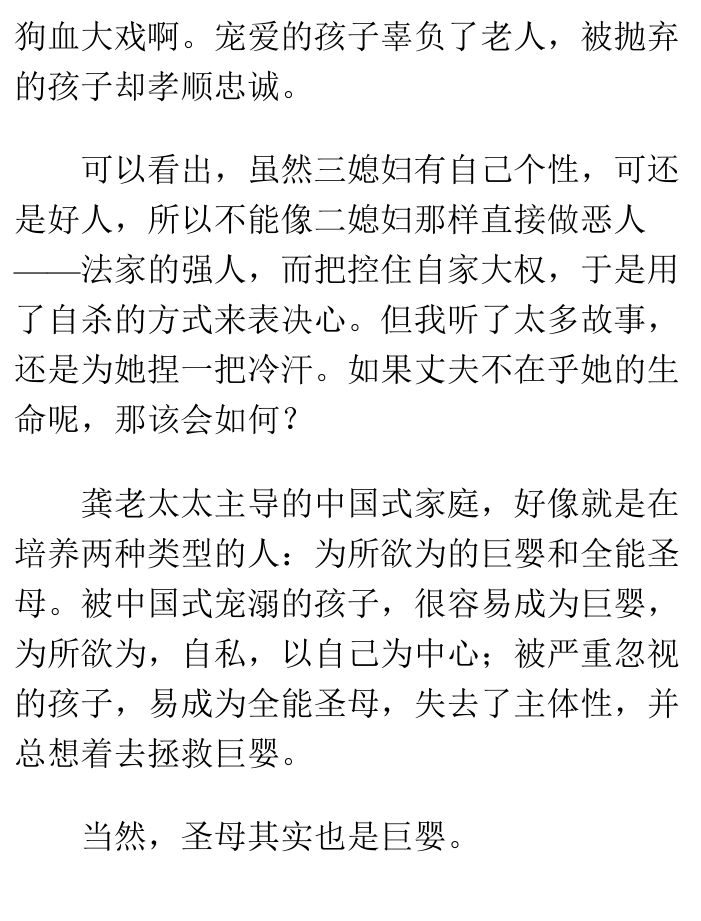 狗血大戏啊。宠爱的孩子辜负了老人，被抛弃
的孩子却孝顺忠诚。
可以看出，虽然三媳妇有自己个性，可还
是好人，所以不能像二媳妇那样直接做恶人
——法家的强人，而把控住自家大权，于是用
了自杀的方式来表决心。但我听了太多故事，
还是为她捏一把冷汗。如果丈夫不在乎她的生
命呢，那该会如何？
龚老太太主导的中国式家庭，好像就是在
培养两种类型的人：为所欲为的巨婴和全能圣
母。被中国式宠溺的孩子，很容易成为巨婴，
为所欲为，自私，以自己为中心；被严重忽视
的孩子，易成为全能圣母，失去了主体性，并
总想着去拯救巨婴。
当然，圣母其实也是巨婴。